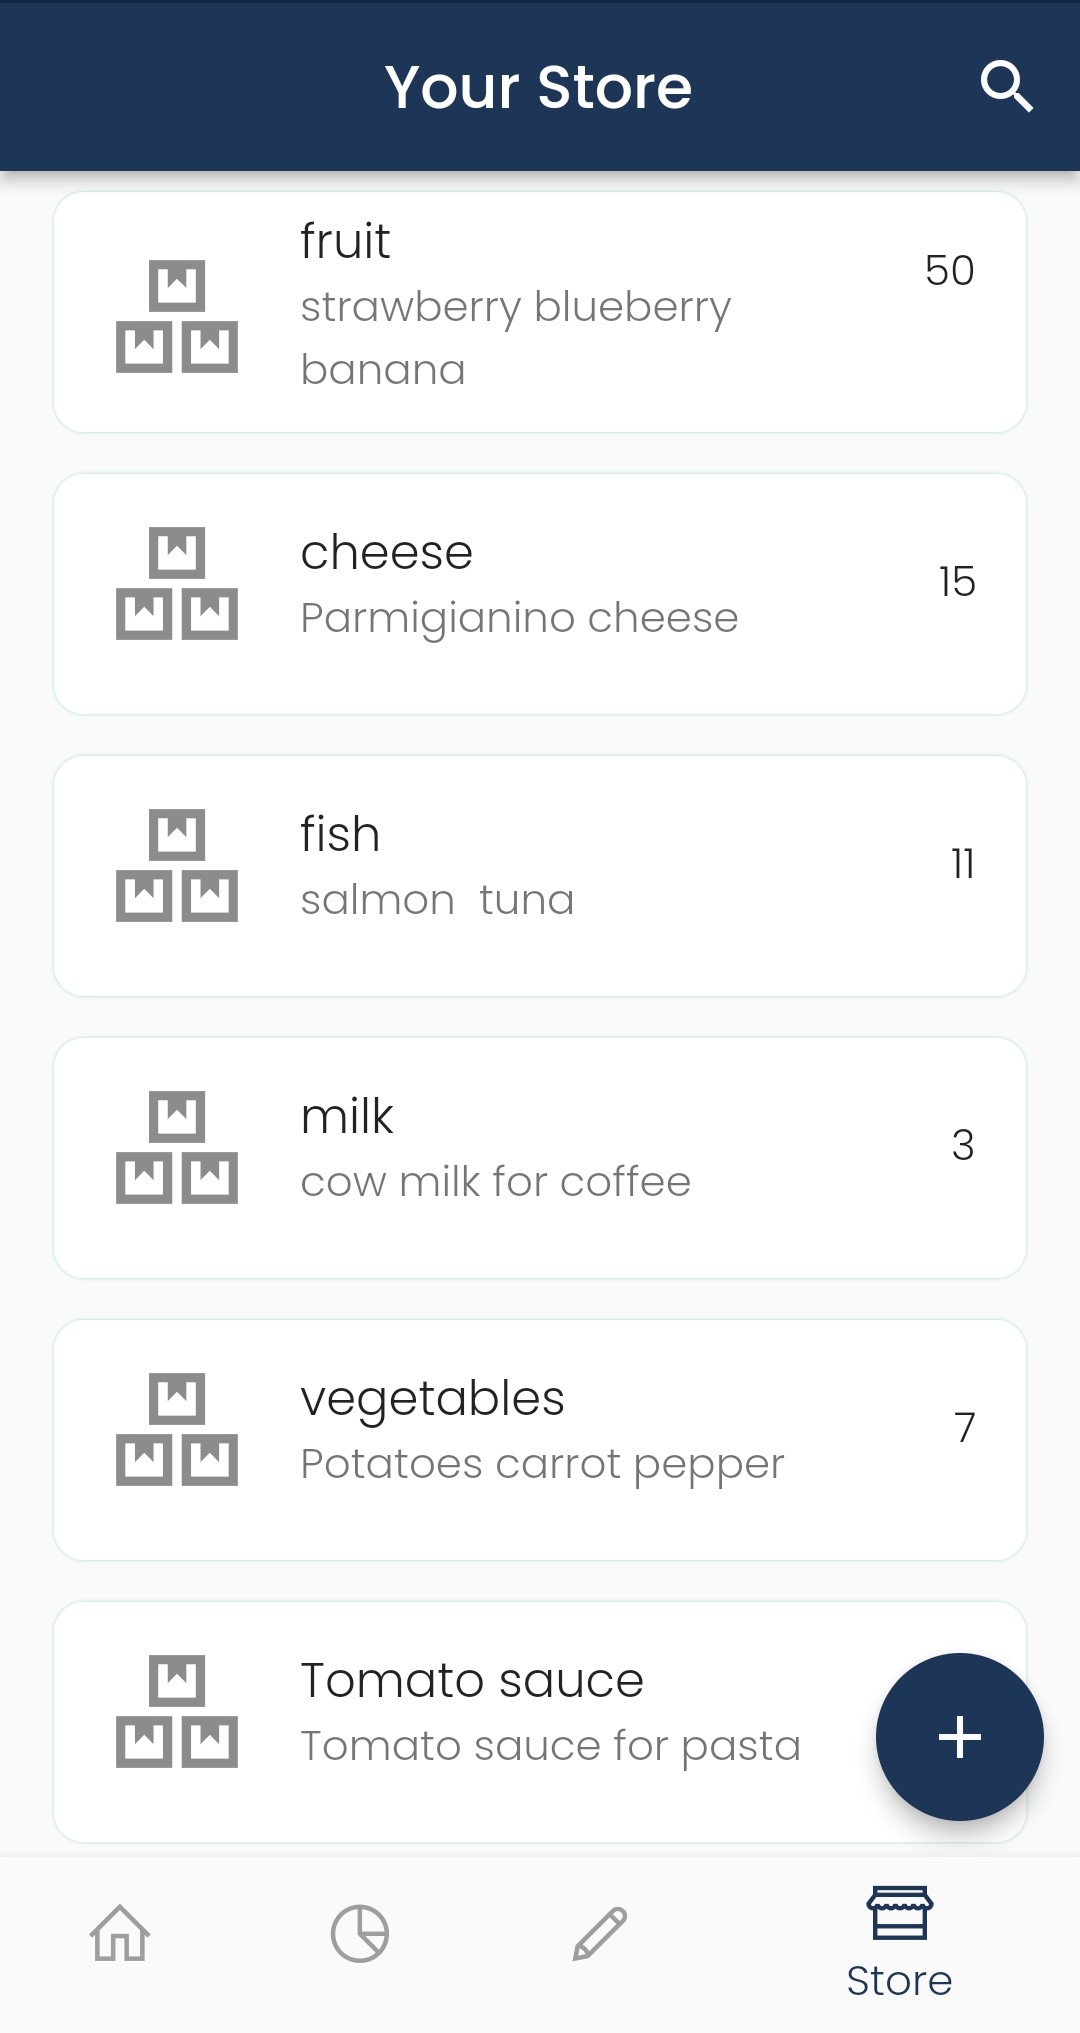 Your Store
fruit
50
strawberry blueberry
banana
cheese
15
Parmigianino cheese
fish
11
salmon  tuna
milk
3
cow milk for coffee
vegetables
7
Potatoes carrot pepper
Tomato sauce
Tomato sauce for pasta
Store